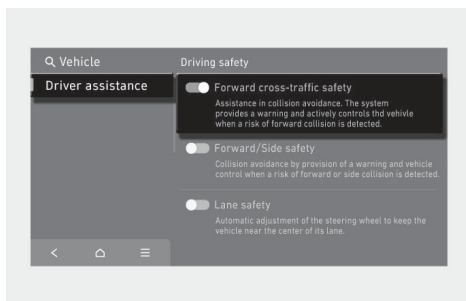 Vehicle
Driving safety
Driver assistance
Forward cross-traffic safety
Assistance in collision avoidance. The system
provides a warning and actively controls thd vehivle
when a risk of forward collision is detected.
Forward/Side safety
Collision avoidance by provision of a warning and vehicle
control when a risk of forward or side collision is detected.
Lane safety
Automatic adjustment of the steering wheel to keep the
vehicle near the center of its lane.